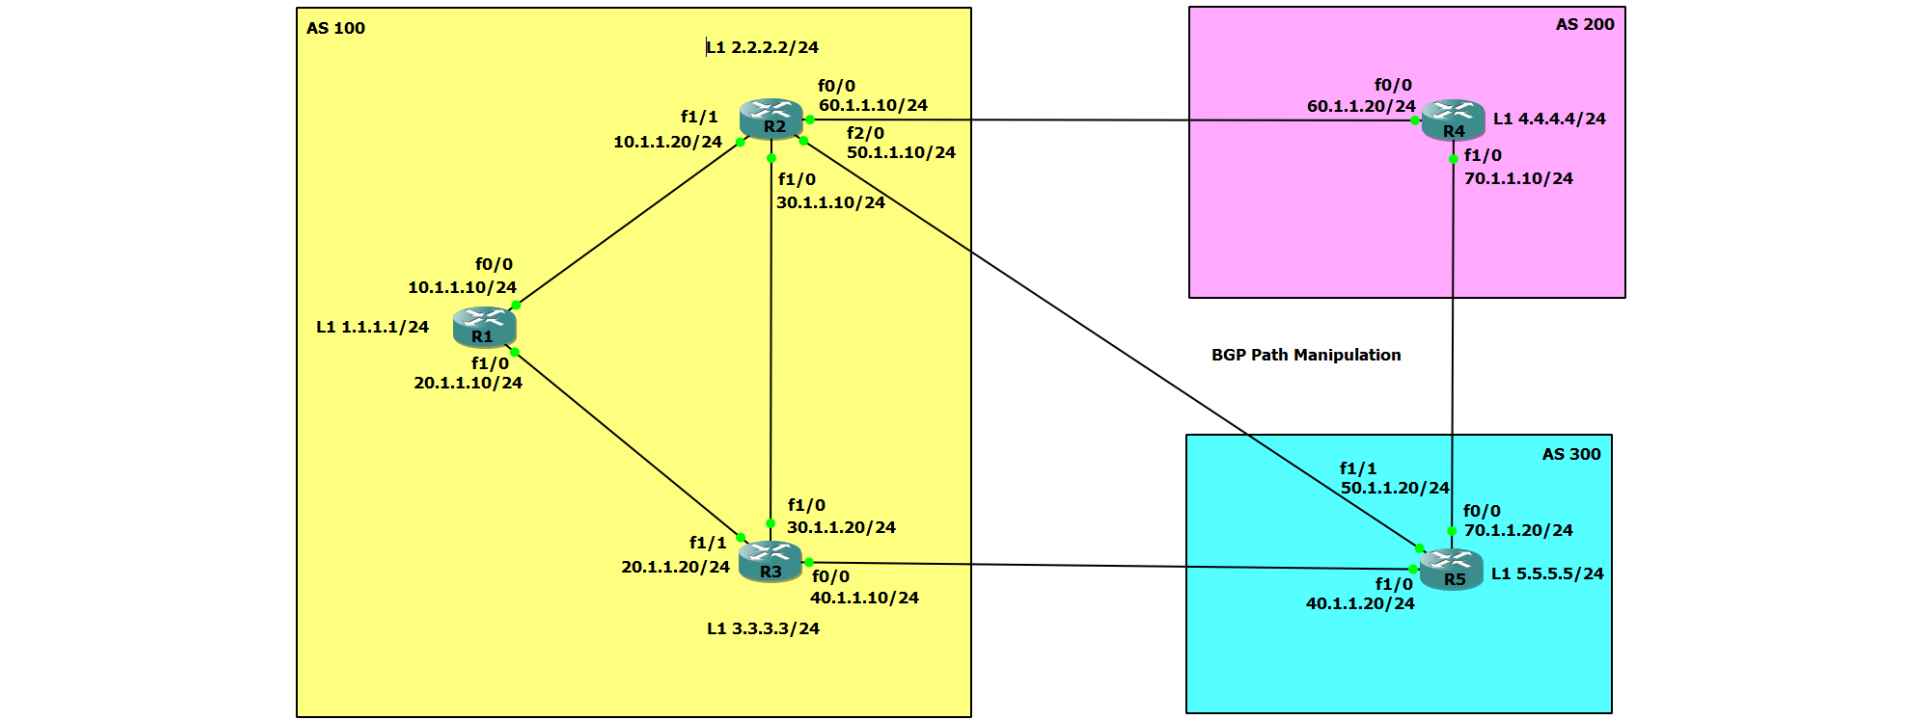 AS 100
L1 2.2.2.2/24
f0/0
60.1.1.10/24
f1/1
10.1.1.20/24
R2
f2/0
50.1.1.10/24
f1/0
30.1.1.10/24
f0/0
10.1.1.10/24
L1 1.1.1.1/24
R1
f1/0
20.1.1.10/24
f1/0
30.1.1.20/24
f1/1
20.1.1.20/24
R3
f0/0
40.1.1.10/24
L1 3.3.3.3/24
AS 200
f0/0
60.1.1.20/24
R4
L1 4.4.4.4/24
f1/0
70.1.1.10/24
BGP Path Manipulation
AS 300
f1/1
50.1.1.20/24
f0/0
70.1.1.20/24
R5
L1 5.5.5.5/24
f1/0
40.1.1.20/24